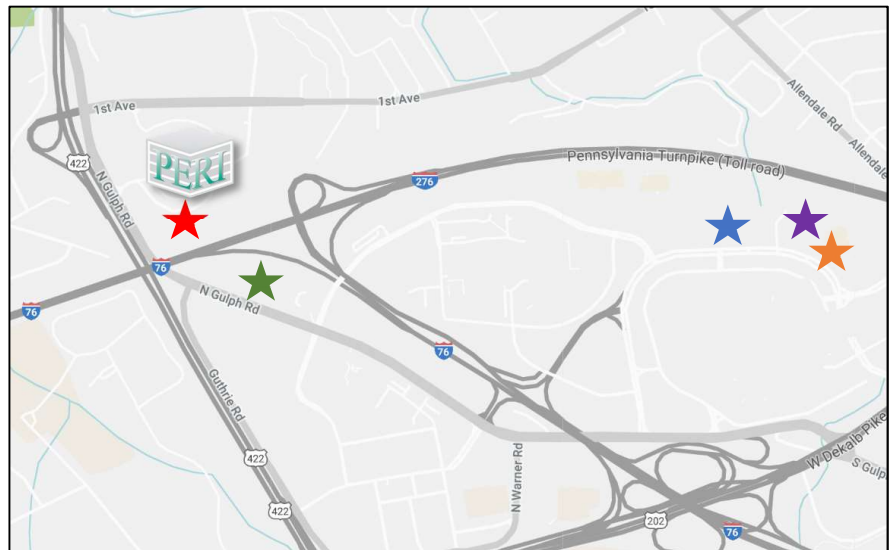 1st Ave
1st Ave
Allendale Rd
Allendale
422
N Gulph Rd
PERI
Pennsylvania Turnpike (Toll road)
276
76
N Gulph Rd
76
76
Guthrie Rd
W Dekalb Pike
422
S Gulp
N Warner Rd
422
202
76